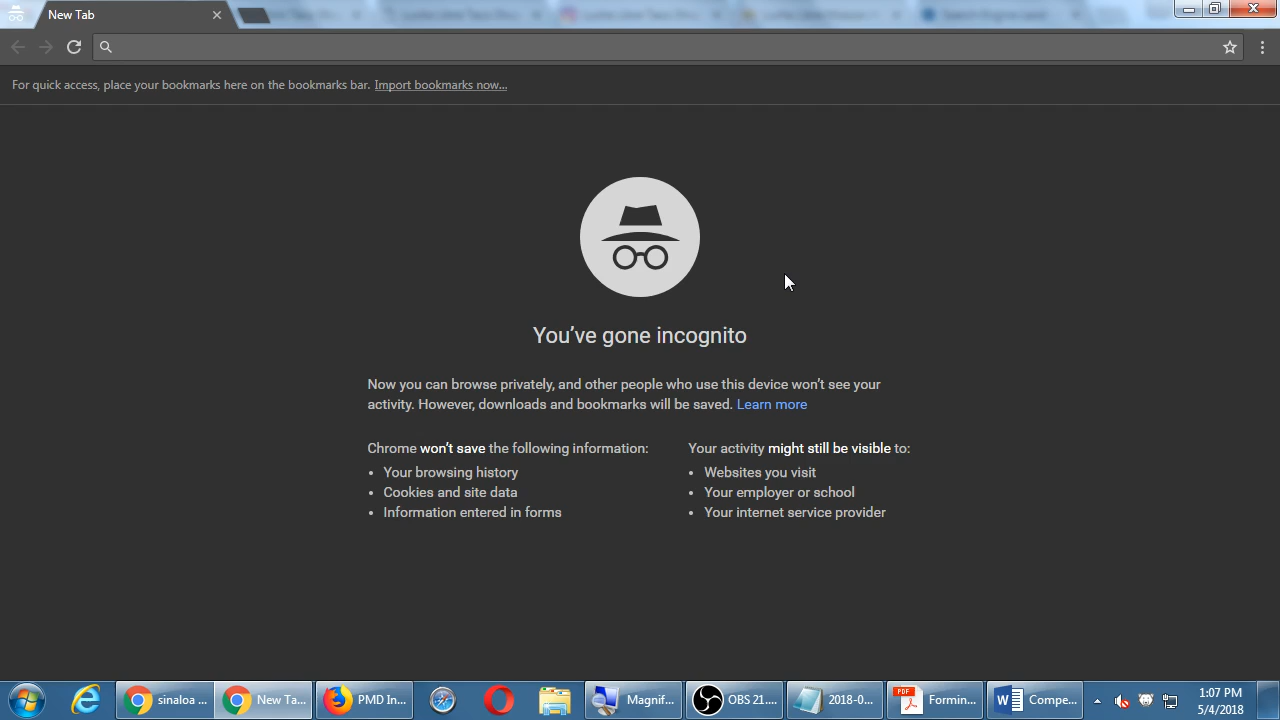 New Tab
For quick access, place your bookmarks here on the bookmarks bar. Import bookmarks now...
You've gone incognito
Now you can browse privately, and other people who use this device won't see your
activity. However, downloads and bookmarks will be saved. Learn more
Chrome won't save the following information:
• Your browsing history
• Cookies and site data
• Information entered in forms
Your activity might still be visible to:
• Websites you visit
• Your employer or school
• Your internet service provider
sinaloa ...
New Ta...
PMD In...
Magnif...
OBS 21....
2018-0...
PDF
Formin...
W
Compe...
1:07 PM
5/4/2018